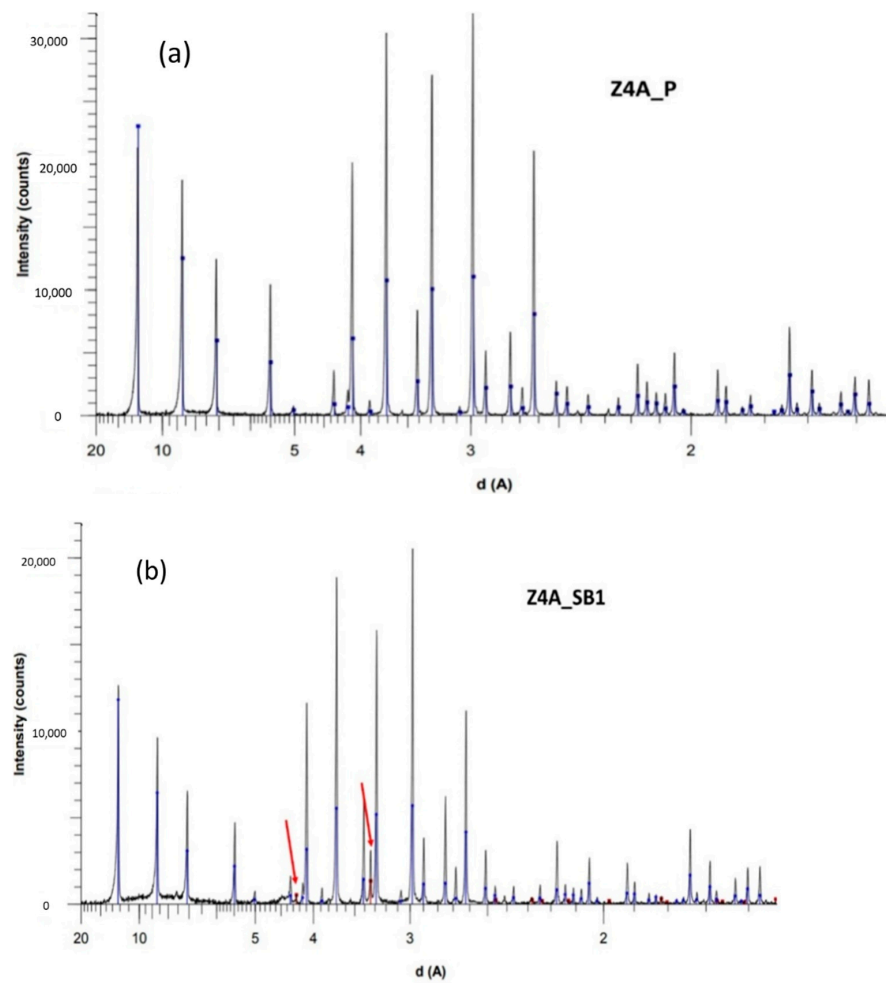 (a)
Z4A_P
Intensity (counts)
30,000
20,000
10,000
0
20 10 5 4 3 2
d (A)
(b)
Z4A_SB1
Intensity (counts)
20,000
10,000
0
20 10 5 4 3 2
d (A)